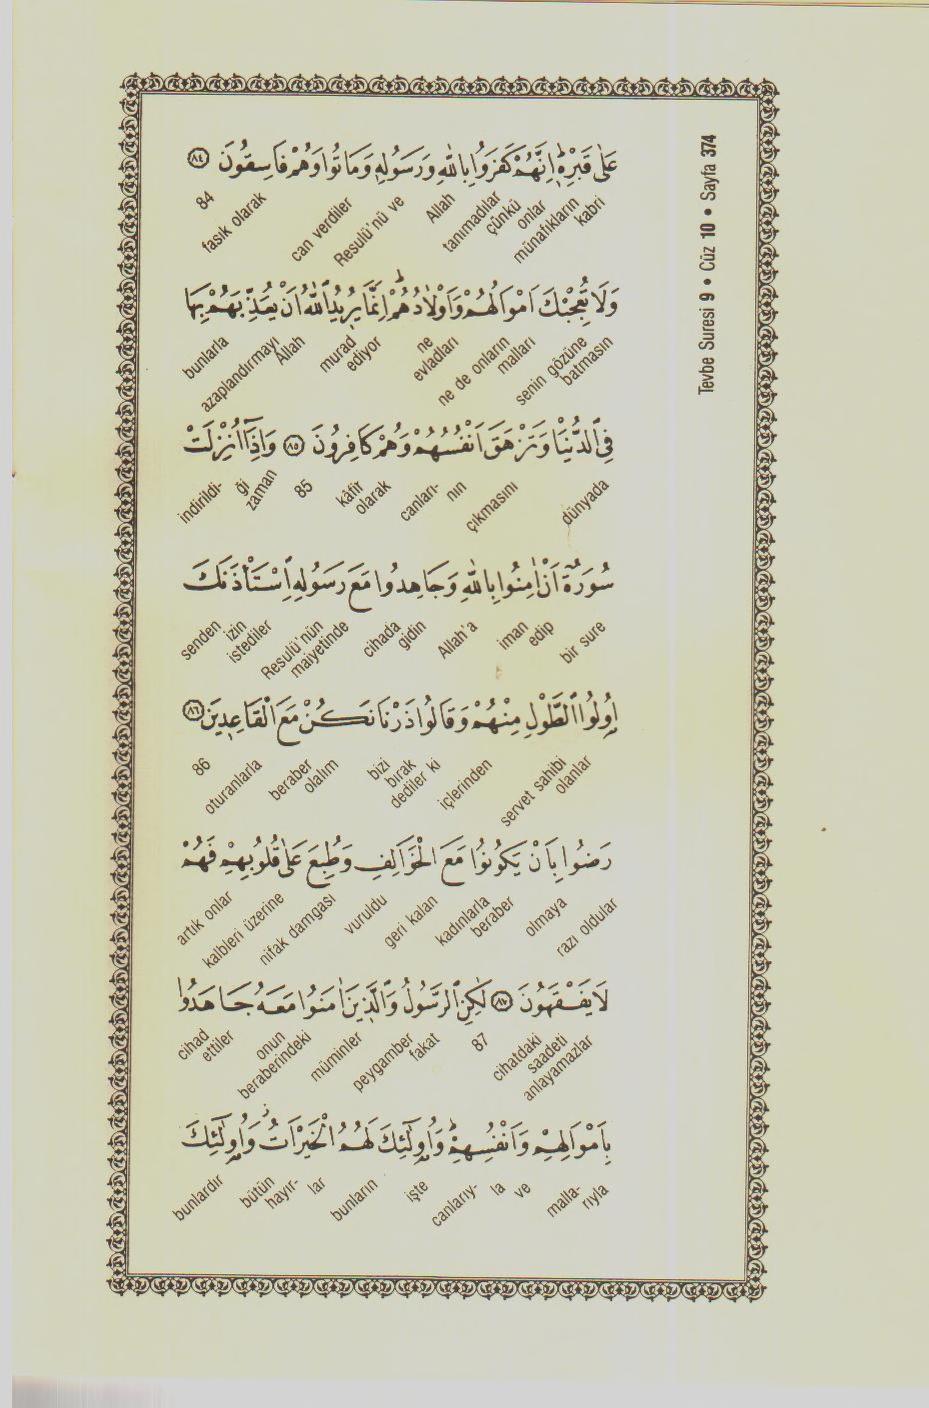 Tevbe Suresi 9 • Cüz 10 • Sayfa 374
عَلٰى قَبْرِهٖۜ اِنَّهُمْ كَفَرُوا بِاللّٰهِ وَرَسُولِهٖ وَمَاتُوا وَهُمْ فَاسِقُونَ ﴿٨٤﴾
kabri münafıkların onlar çünkü tanımadılar Allah Resulü'nü ve can verdiler fasık olarak 84
وَلَا تُعْجِبْكَ اَمْوَالُهُمْ وَاَوْلَادُهُمْۜ اِنَّمَا يُرٖيدُ اللّٰهُ اَنْ يُعَذِّبَهُمْ بِهَا
batmasın senin gözüne malları ne de onların evladları ne ediyor murad Allah azaplandırmayı bunlarla
فِي الدُّنْيَا وَتَزْهَقَ اَنْفُسُهُمْ وَهُمْ كَافِرُونَ ﴿٨٥﴾ وَاِذَٓا اُنْزِلَتْ
dünyada çıkmasını nın canları- olarak kâfir 85 zaman ği indirildi-
سُورَةٌ اَنْ اٰمِنُوا بِاللّٰهِ وَجَاهِدُوا مَعَ رَسُولِهِ اسْتَأْذَنَكَ
bir sure edip iman Allah'a gidin cihada maiyetinde Resulü'nün istediler izin senden
اُو۬لُوا الطَّوْلِ مِنْهُمْ وَقَالُوا ذَرْنَا نَكُنْ مَعَ الْقَاعِدٖينَ ﴿٨٦﴾
olanlar servet sahibi içlerinden dediler ki bırak bizi olalım beraber oturanlarla 86
رَضُوا بِاَنْ يَكُونُوا مَعَ الْخَوَالِفِ وَطُبِعَ عَلٰى قُلُوبِهِمْ فَهُمْ
razı oldular olmaya beraber kadınlarla geri kalan vuruldu nifak damgası kalbleri üzerine artık onlar
لَا يَفْقَهُونَ ﴿٨٧﴾ لٰكِنِ الرَّسُولُ وَالَّذٖينَ اٰمَنُوا مَعَهُ جَاهَدُوا
anlayamazlar saadeti cihatdaki 87 fakat peygamber müminler beraberindeki onun ettiler cihad
بِاَمْوَالِهِمْ وَاَنْفُسِهِمْۜ وَاُو۬لٰٓئِكَ لَهُمُ الْخَيْرَاتُۘ وَاُو۬لٰٓئِكَ
rıyla malla- ve la canlarıy- işte bunların lar hayır- bütün bunlardır